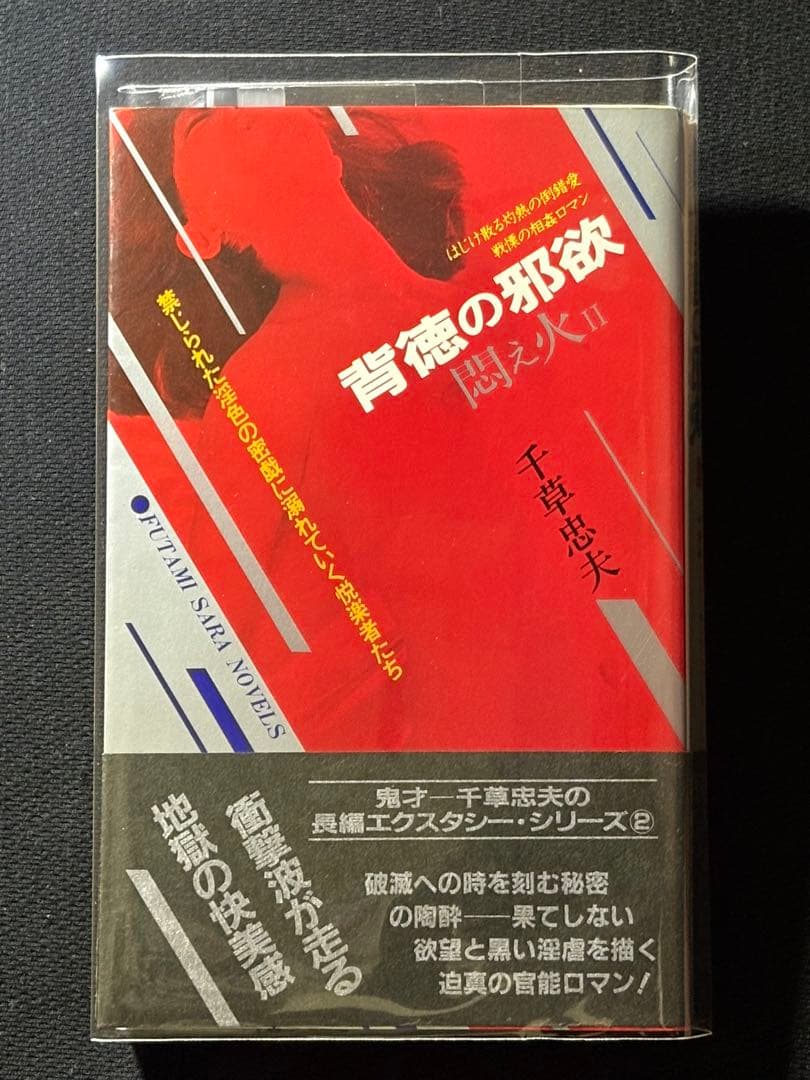 はじけ散る灼熱の倒錯愛
戦慄の相姦ロマン
背徳の邪欲
悶え火II
千草忠夫
禁じられた淫色の密戯に溺れていく悦楽者たち
●FUTAMI SARA NOVELS
鬼才―千草忠夫の
長編エクスタシー・シリーズ②
衝撃波が走る
地獄の快美感
破滅への時を刻む秘密
の陶酔――果てしない
欲望と黒い淫虐を描く
迫真の官能ロマン!